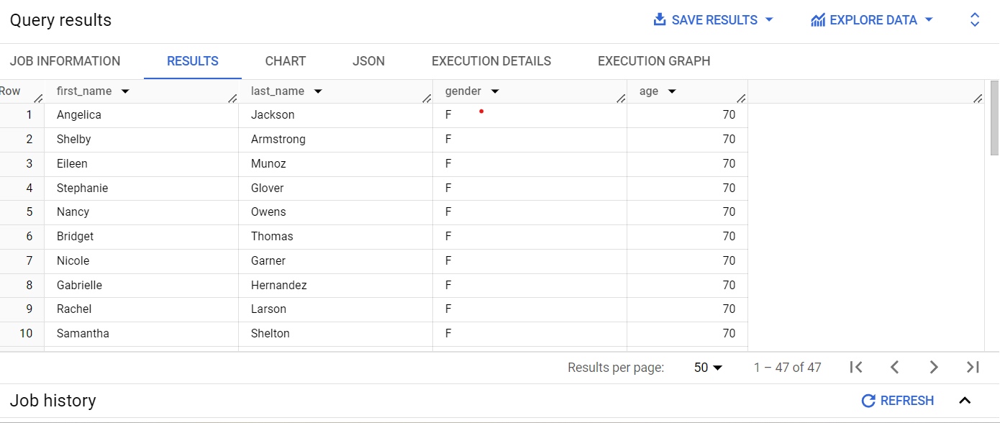 Query results SAVE RESULTS EXPLORE DATA
JOB INFORMATION RESULTS CHART JSON EXECUTION DETAILS EXECUTION GRAPH
Row first_name last_name gender age
1 Angelica Jackson F 70
2 Shelby Armstrong F 70
3 Eileen Munoz F 70
4 Stephanie Glover F 70
5 Nancy Owens F 70
6 Bridget Thomas F 70
7 Nicole Garner F 70
8 Gabrielle Hernandez F 70
9 Rachel Larson F 70
10 Samantha Shelton F 70
Results per page: 50 1 – 47 of 47
Job history REFRESH